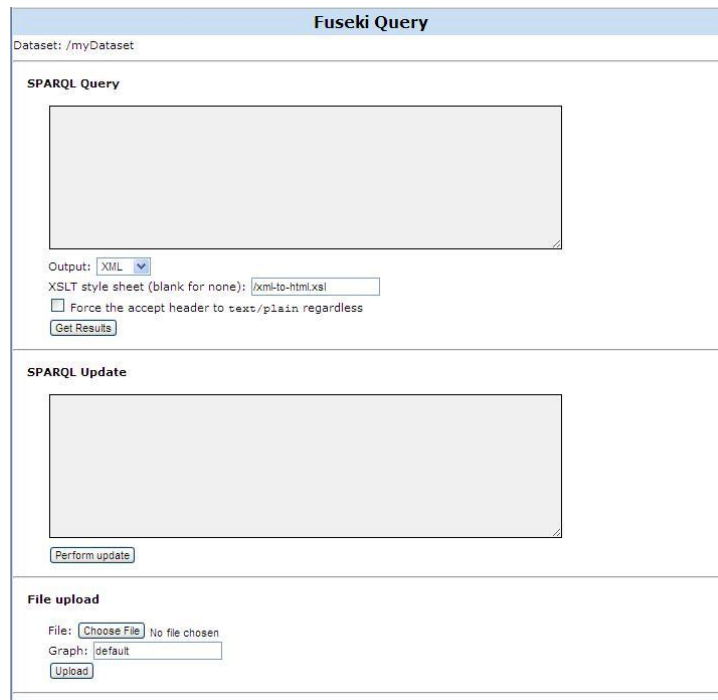 Fuseki Query
Dataset: /myDataset
SPARQL Query
Output: XML
XSLT style sheet (blank for none): /xml-to-html.xsl
Force the accept header to text/plain regardless
Get Results
SPARQL Update
Perform update
File upload
File: Choose File No file chosen
Graph: default
Upload